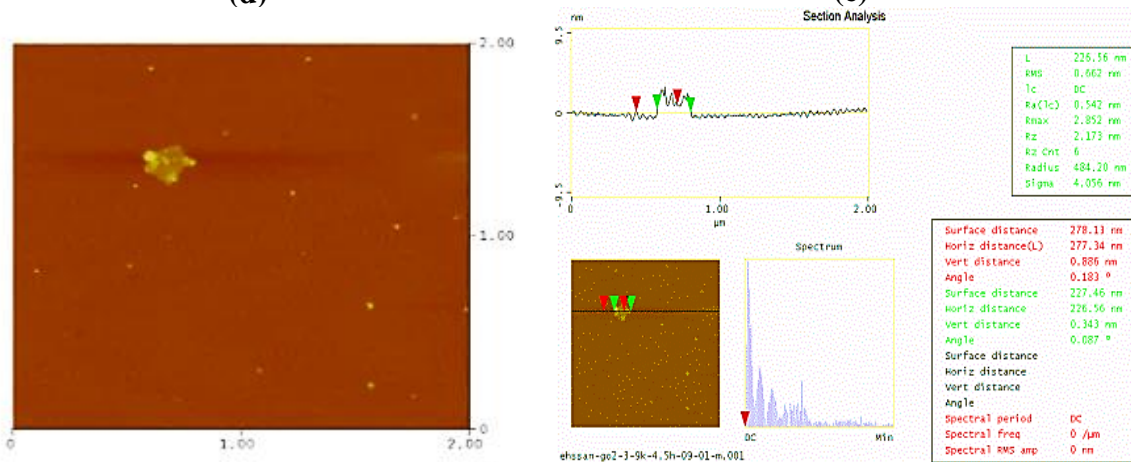 (d)
2.00
1.00
0
0
1.00
2.00
Section Analysis
nm
9.5
0
-9.5
0
1.00
2.00
µm
L 226.56 nm
RMS 0.662 nm
lc DC
Ra(lc) 0.542 nm
Rmax 2.852 nm
Rz 2.173 nm
Rz Cnt 6
Radius 484.20 nm
Sigma 4.056 nm
Spectrum
DC
Min
Surface distance 278.13 nm
Horiz distance(L) 277.34 nm
Vert distance 0.886 nm
Angle 0.183 °
Surface distance 227.46 nm
Horiz distance 226.56 nm
Vert distance 0.343 nm
Angle 0.087 °
Surface distance
Horiz distance
Vert distance
Angle
Spectral period DC
Spectral freq 0 /µm
Spectral RMS amp 0 nm
ehssan-go2-3-9k-4.5h-09-01-m.001